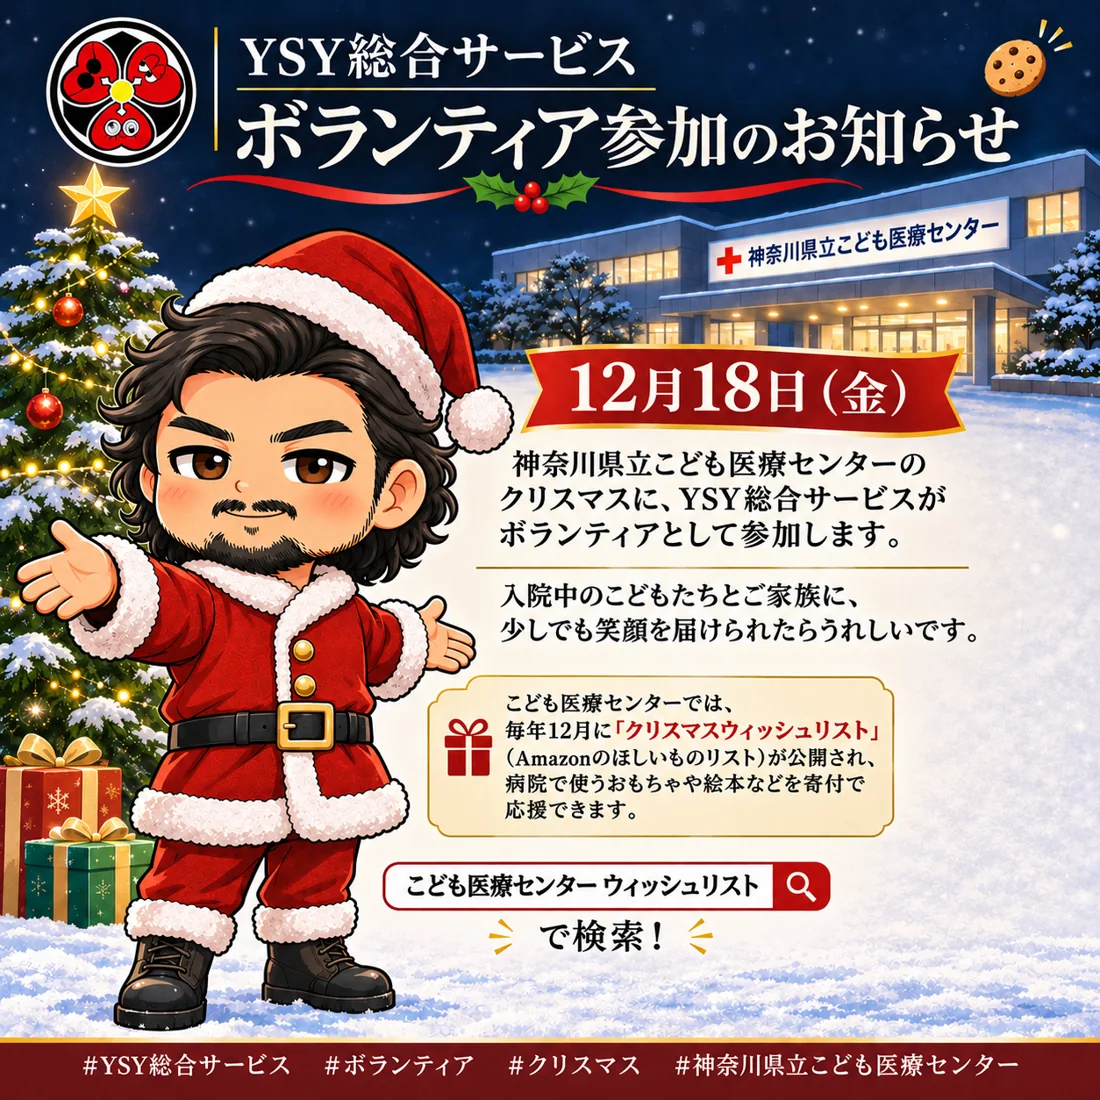 YSY総合サービス
ボランティア参加のお知らせ
神奈川県立こども医療センター
12月18日（金）
神奈川県立こども医療センターの
クリスマスに、YSY総合サービスが
ボランティアとして参加します。
入院中のこどもたちとご家族に、
少しでも笑顔を届けられたらうれしいです。
こども医療センターでは、
毎年12月に「クリスマスウィッシュリスト」
（Amazonのほしいものリスト）が公開され、
病院で使うおもちゃや絵本などを寄付で
応援できます。
こども医療センター ウィッシュリスト
で検索！
#YSY総合サービス #ボランティア #クリスマス #神奈川県立こども医療センター